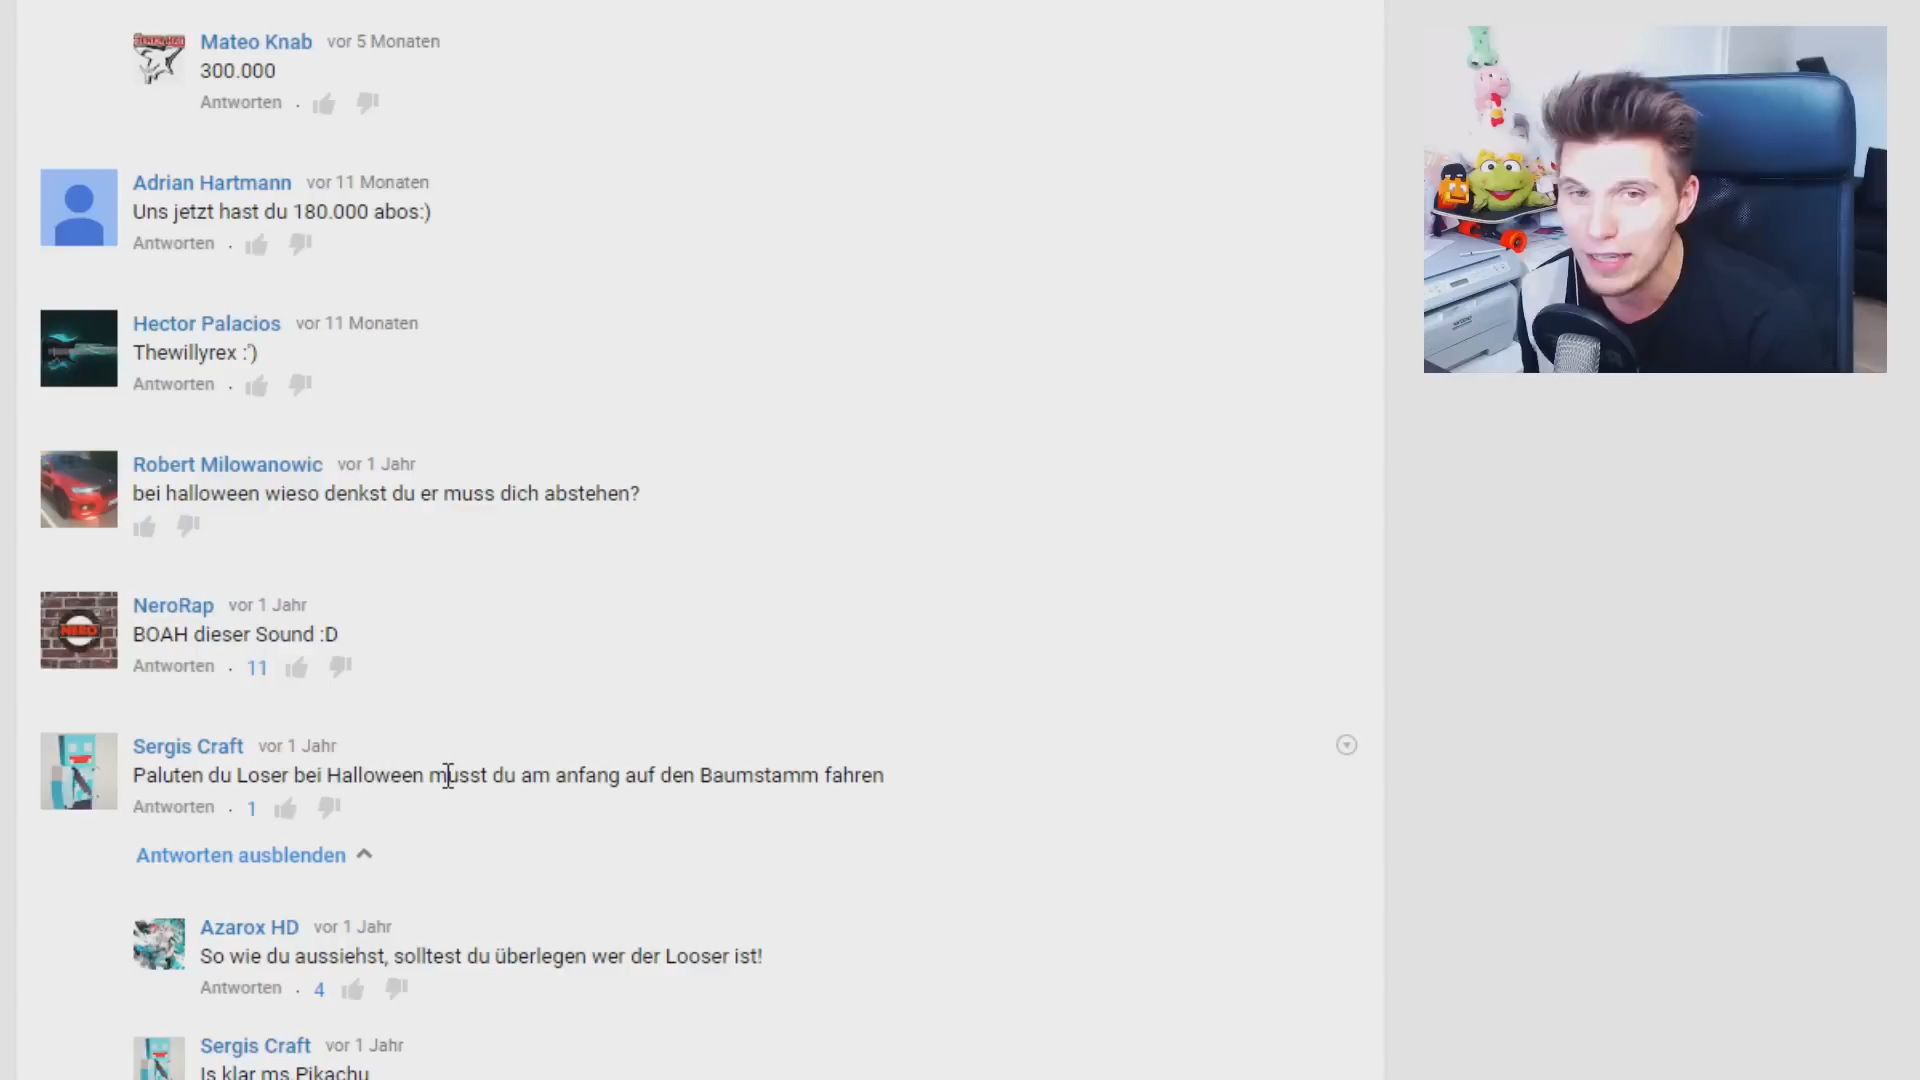 Mateo Knab vor 5 Monaten
300.000
Antworten ·
Adrian Hartmann vor 11 Monaten
Uns jetzt hast du 180.000 abos:)
Antworten ·
Hector Palacios vor 11 Monaten
Thewillyrex :')
Antworten ·
Robert Milowanowic vor 1 Jahr
bei halloween wieso denkst du er muss dich abstehen?
NeroRap vor 1 Jahr
NERO
BOAH dieser Sound :D
Antworten · 11
Sergis Craft vor 1 Jahr
Paluten du Loser bei Halloween musst du am anfang auf den Baumstamm fahren
Antworten · 1
Antworten ausblenden
Azarox HD vor 1 Jahr
So wie du aussiehst, solltest du überlegen wer der Looser ist!
Antworten · 4
Sergis Craft vor 1 Jahr
Is klar ms Pikachu